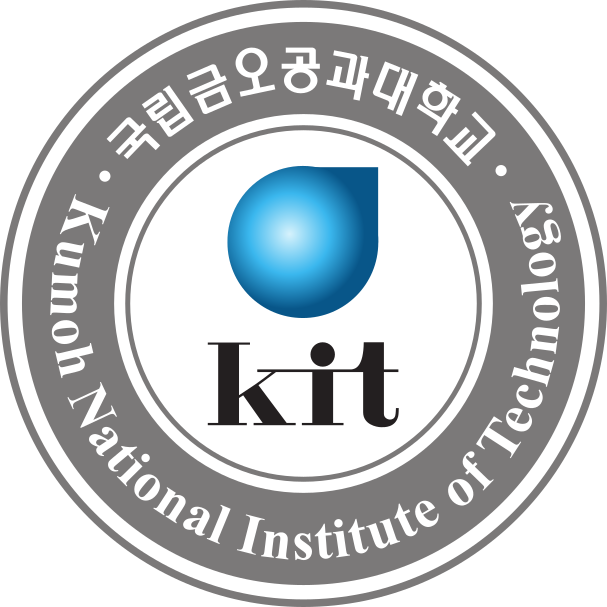 국립금오공과대학교
kit
Kumoh National Institute of Technology